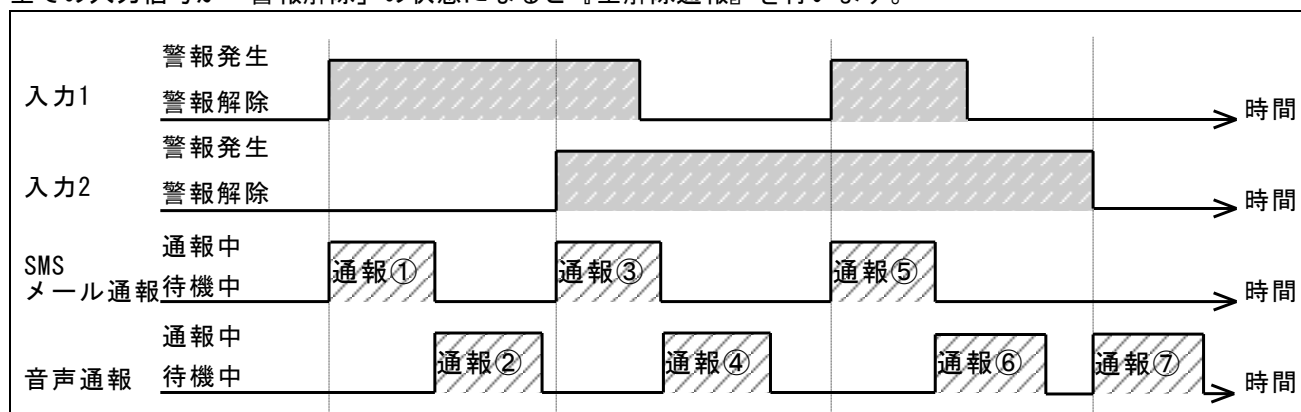 全ての入力信号が「警報解除」の状態になると『全解除通報』を行います。
入力1
警報発生
警報解除
時間
入力2
警報発生
警報解除
時間
SMS
メール通報
通報中
待機中
通報①
通報③
通報⑤
時間
音声通報
通報中
待機中
通報②
通報④
通報⑥
通報⑦
時間